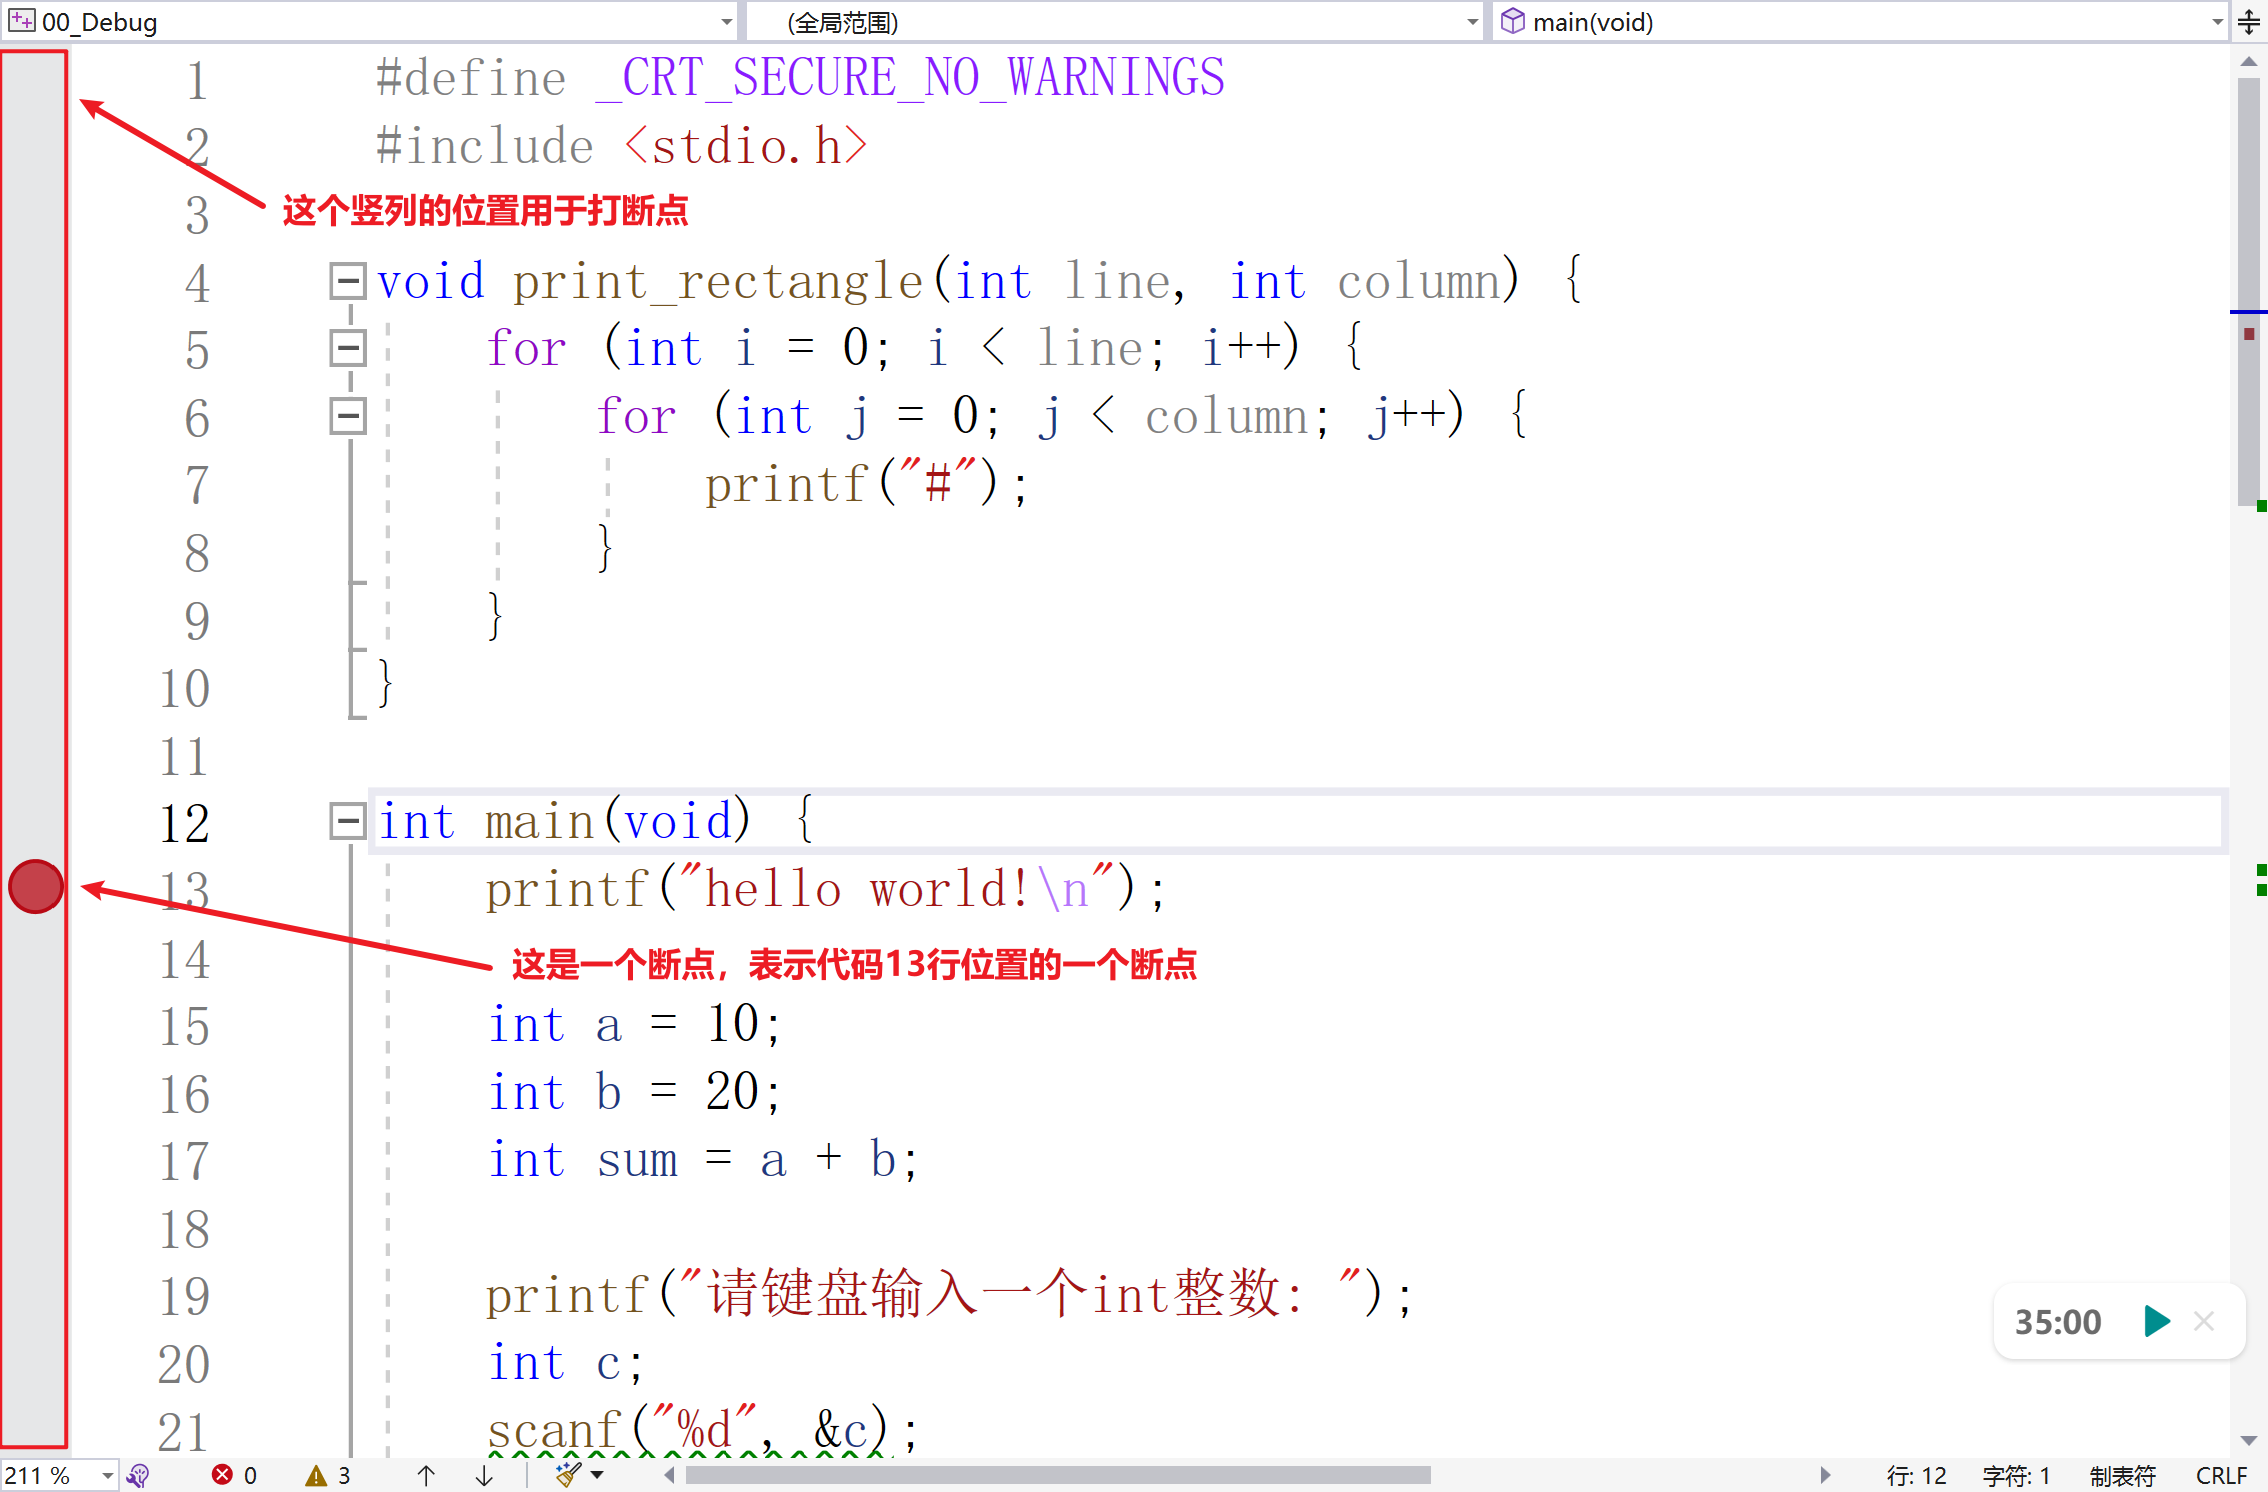 00_Debug (全局范围) main(void)
1 #define _CRT_SECURE_NO_WARNINGS
2 #include <stdio.h>
3 这个竖列的位置用于打断点
4 void print_rectangle(int line, int column) {
5 for (int i = 0; i < line; i++) {
6 for (int j = 0; j < column; j++) {
7 printf("#");
8 }
9 }
10 }
11
12 int main(void) {
13 printf("hello world!\n");
14 这是一个断点，表示代码13行位置的一个断点
15 int a = 10;
16 int b = 20;
17 int sum = a + b;
18
19 printf("请键盘输入一个int整数: ");
35:00
20 int c;
21 scanf("%d", &c);
211 % 0 3 行: 12 字符: 1 制表符 CRLF